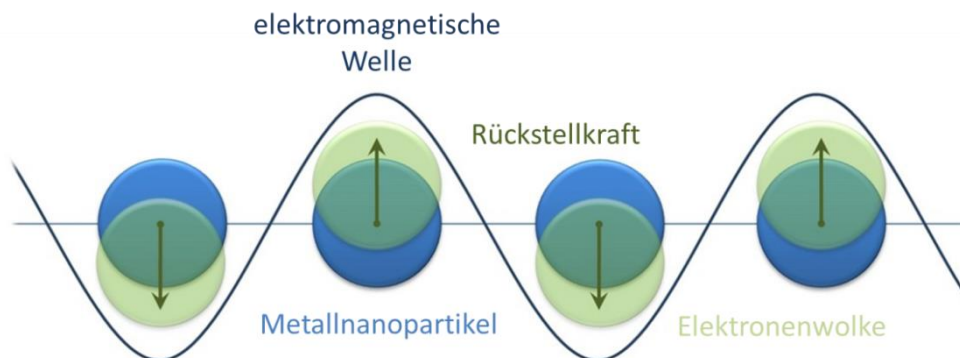 elektromagnetische
Welle
Rückstellkraft
Metallnanopartikel
Elektronenwolke